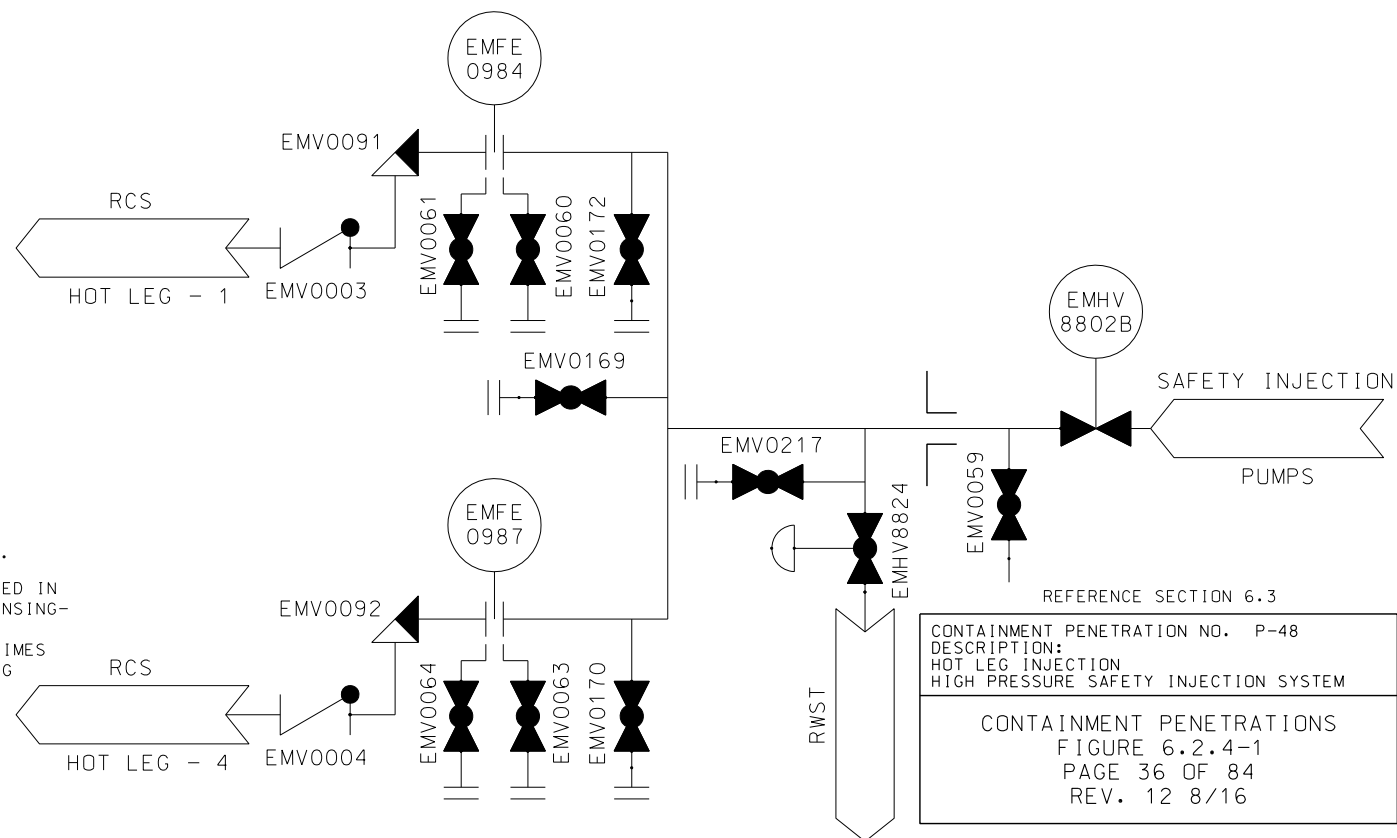 EMFE
0984
EMV0091
RCS
HOT LEG - 1
EMV0003
EMV0061
EMV0060
EMV0172
EMV0169
EMHV
8802B
SAFETY INJECTION
PUMPS
EMV0217
EMV0059
EMHV8824
RWST
EMFE
0987
.
ED IN
NSING-
IMES
G
EMV0092
RCS
HOT LEG - 4
EMV0004
EMV0064
EMV0063
EMV0170
REFERENCE SECTION 6.3
CONTAINMENT PENETRATION NO. P-48
DESCRIPTION:
HOT LEG INJECTION
HIGH PRESSURE SAFETY INJECTION SYSTEM
CONTAINMENT PENETRATIONS
FIGURE 6.2.4-1
PAGE 36 OF 84
REV. 12 8/16